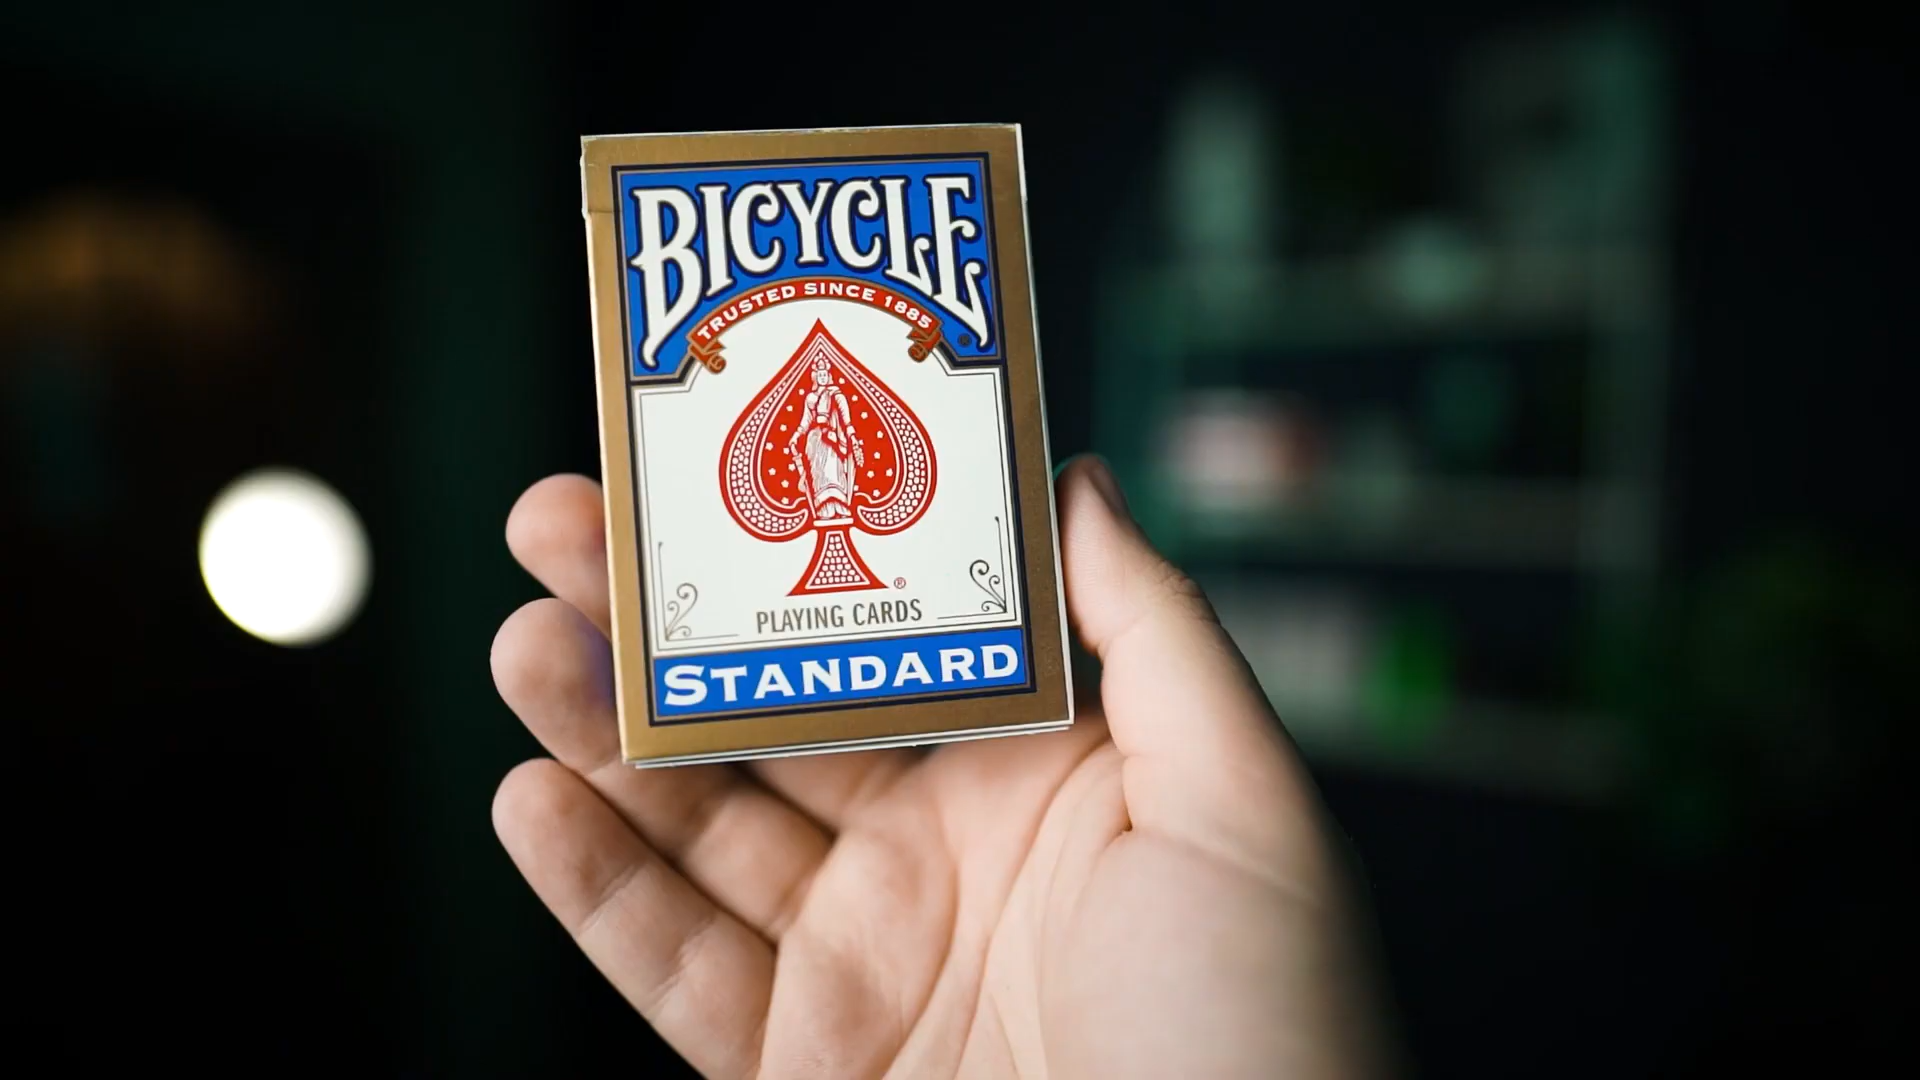 BICYCLE
®
TRUSTED SINCE 1885
®
PLAYING CARDS
STANDARD